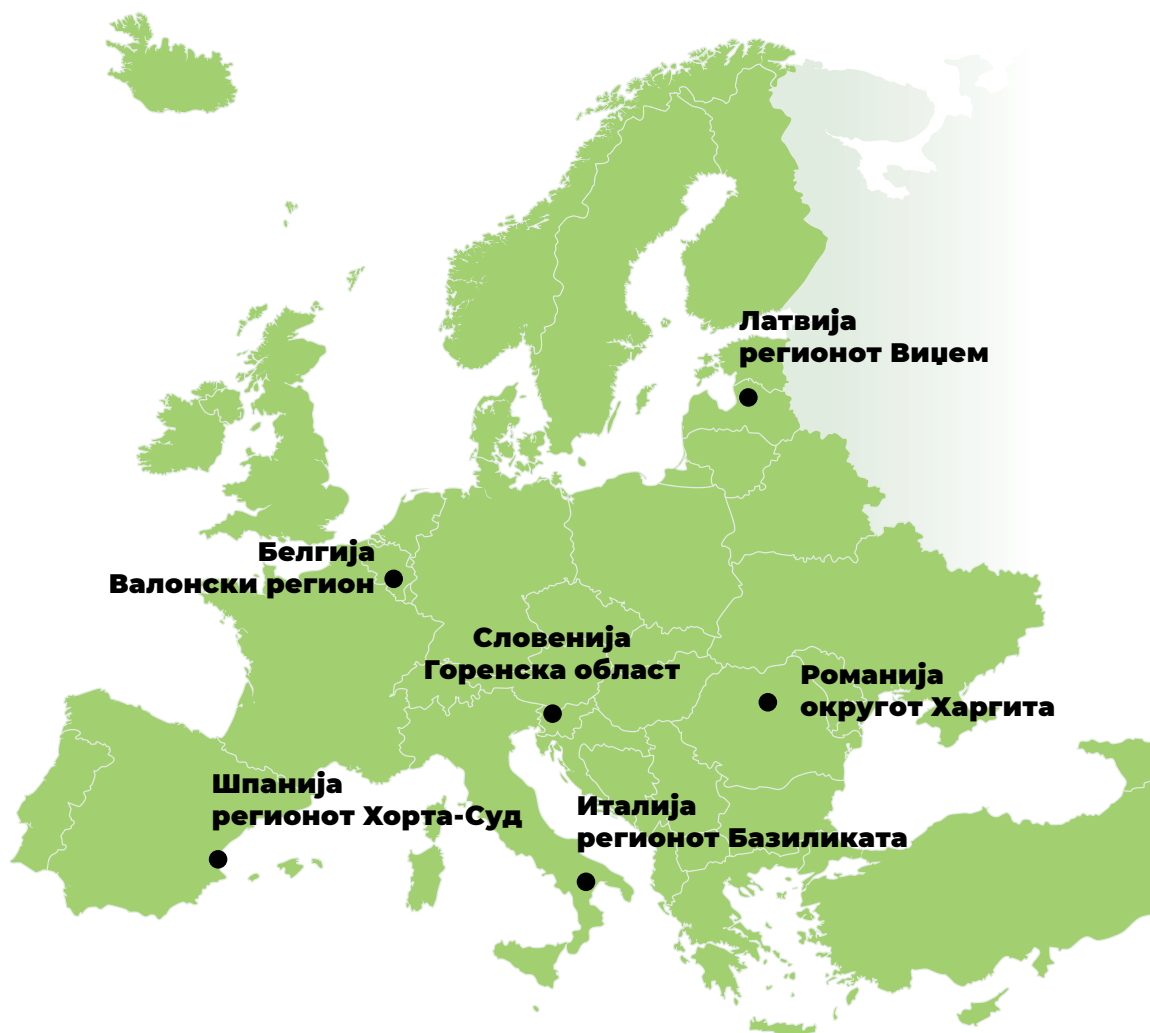 Латвија
регионот Виџем
Белгија
Валонски регион
Словенија
Горенска област
Романија
округот Харгита
Шпанија
регионот Хорта-Суд
Италија
регионот Базиликата